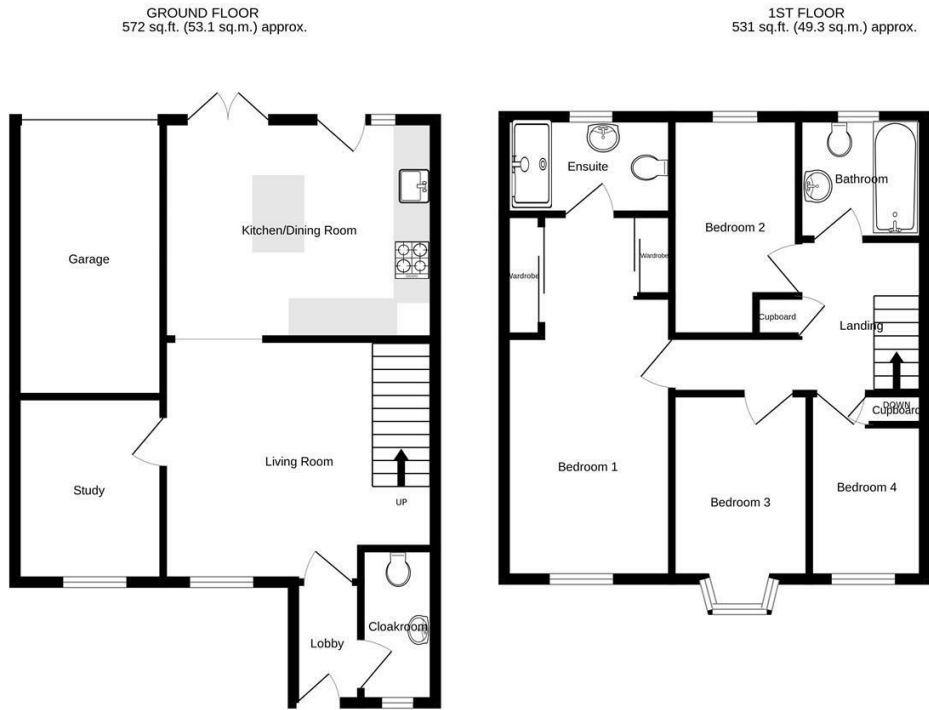 GROUND FLOOR
572 sq.ft. (53.1 sq.m.) approx.
Garage
Kitchen/Dining Room
Study
Living Room
UP
Lobby
Cloakroom
1ST FLOOR
531 sq.ft. (49.3 sq.m.) approx.
Ensuite
Bathroom
Wardrobe
Wardrobe
Bedroom 2
Cupboard
Landing
DOWN
Cupboard
Bedroom 1
Bedroom 3
Bedroom 4